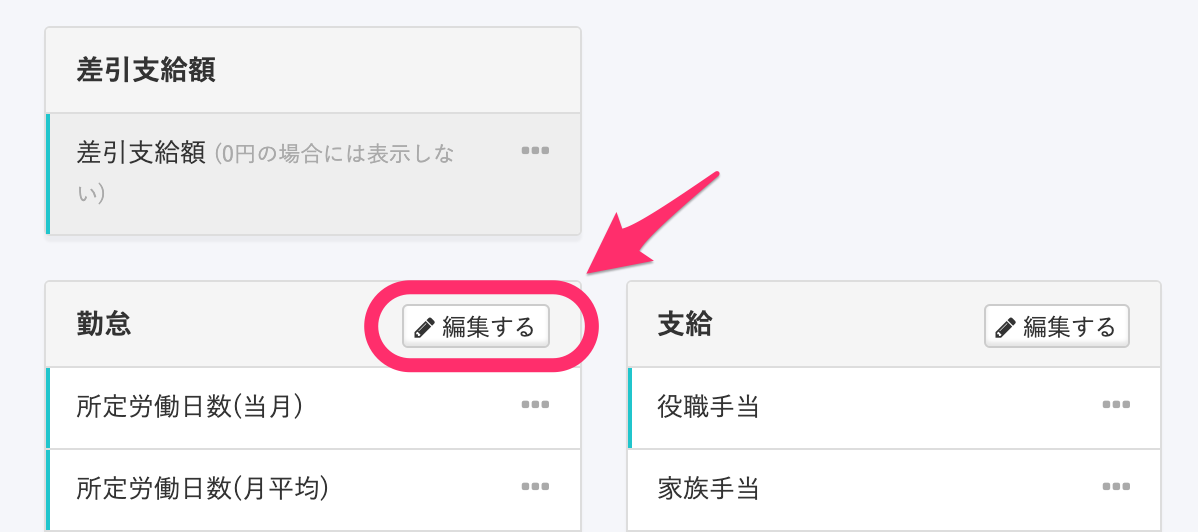 差引支給額
差引支給額 (0円の場合には表示しな
い)
勤怠
編集する
所定労働日数(当月)
所定労働日数(月平均)
支給
編集する
役職手当
家族手当